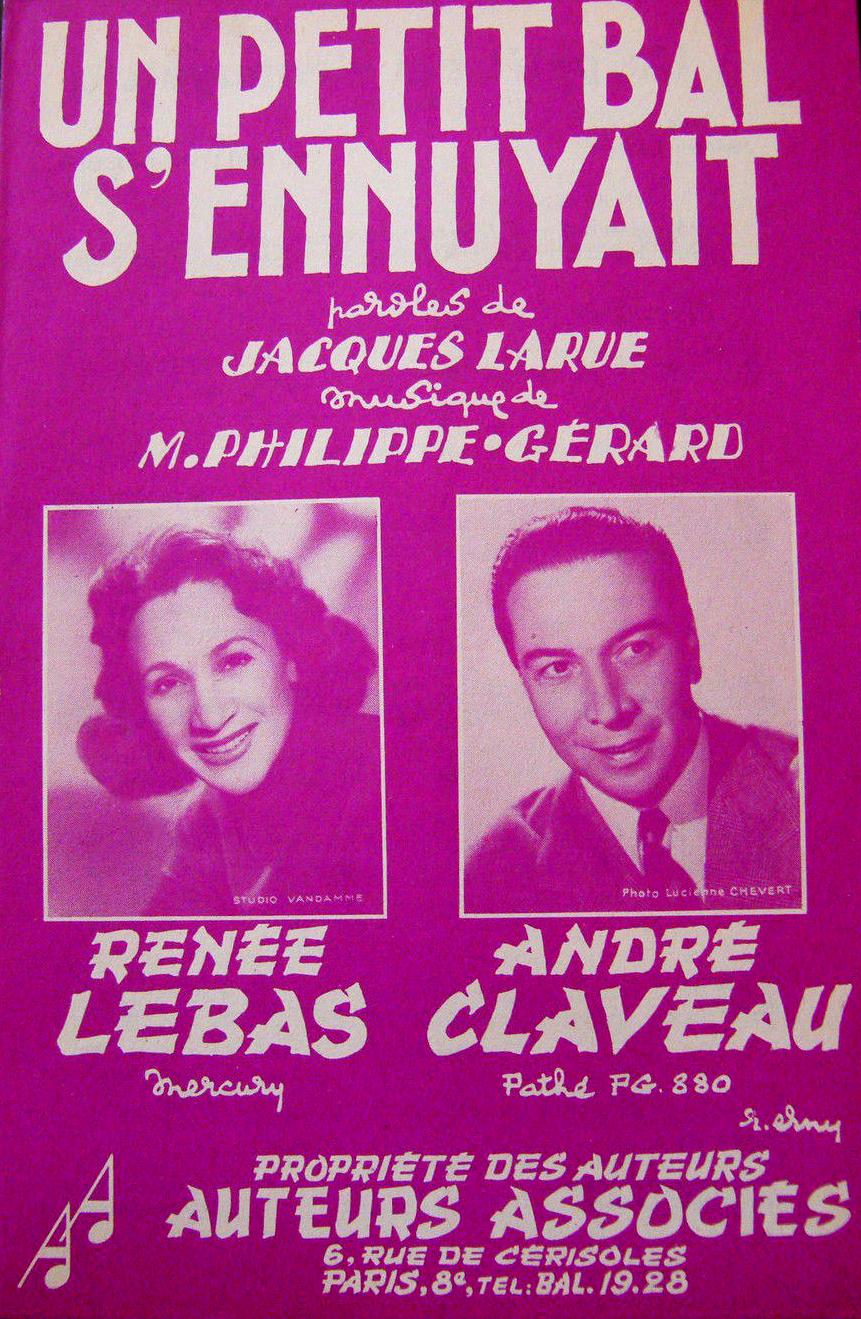 UN PETIT BAL
S'ENNUYAIT
paroles de
JACQUES LARUE
musique de
M. PHILIPPE • GÉRARD
STUDIO VANDAMME
Photo Lucienne CHEVERT
RENÉE
LEBAS
ANDRÉ
CLAVEAU
Mercury
Pathé PG. 880
PROPRIÉTÉ DES AUTEURS
AUTEURS ASSOCIÉS
6, RUE DE CÉRISOLES
PARIS, 8e, TEL: BAL. 19.28